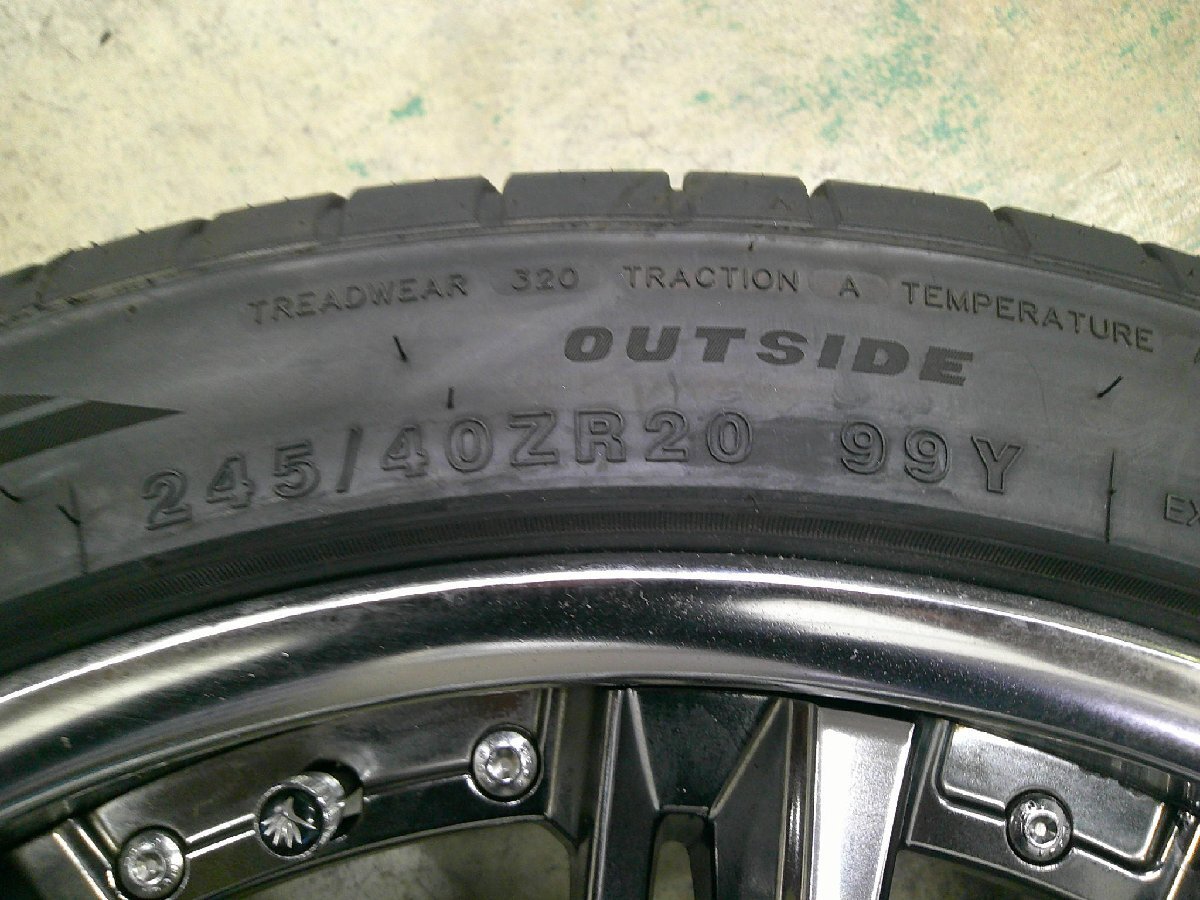 TREADWEAR 320 TRACTION A TEMPERATURE
OUTSIDE
245/40ZR20 99Y